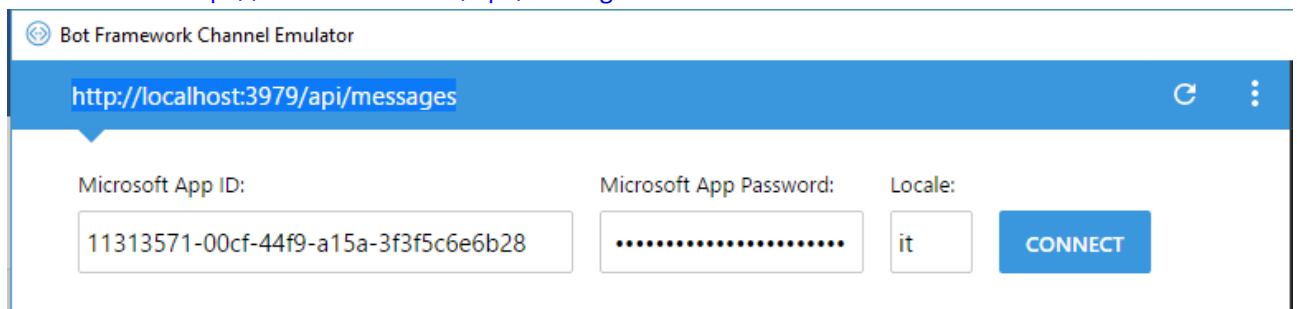 Bot Framework Channel Emulator
http://localhost:3979/api/messages
Microsoft App ID: Microsoft App Password: Locale:
11313571-00cf-44f9-a15a-3f3f5c6e6b28 ••••••••••••••••••••••• it CONNECT